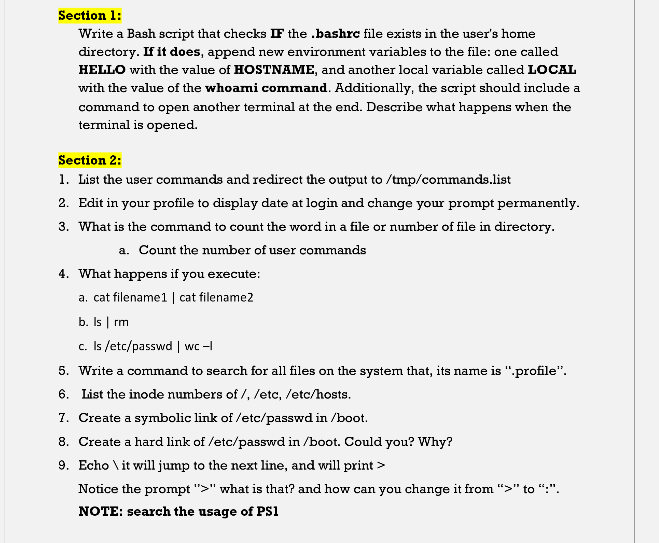 Section 1:
Write a Bash script that checks IF the .bashrc file exists in the user's home
directory. If it does, append new environment variables to the file: one called
HELLO with the value of HOSTNAME, and another local variable called LOCAL
with the value of the whoami command. Additionally, the script should include a
command to open another terminal at the end. Describe what happens when the
terminal is opened.
Section 2:
1. List the user commands and redirect the output to /tmp/commands.list
2. Edit in your profile to display date at login and change your prompt permanently.
3. What is the command to count the word in a file or number of file in directory.
a. Count the number of user commands
4. What happens if you execute:
a. cat filename1 | cat filename2
b. ls | rm
c. ls /etc/passwd | wc –l
5. Write a command to search for all files on the system that, its name is “.profile”.
6. List the inode numbers of /, /etc, /etc/hosts.
7. Create a symbolic link of /etc/passwd in /boot.
8. Create a hard link of /etc/passwd in /boot. Could you? Why?
9. Echo \ it will jump to the next line, and will print >
Notice the prompt “>” what is that? and how can you change it from “>” to “:”.
NOTE: search the usage of PS1